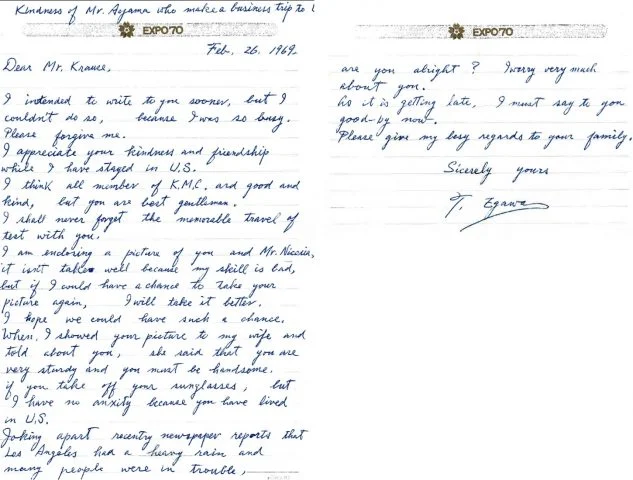 Kindness of Mr. Aoyama who make a business trip to
EXPO'70
Feb. 26. 1969.
Dear Mr. Krause,
I intended to write to you sooner, but I
couldn't do so, because I was so busy.
Please forgive me.
I appreciate your kindness and friendship
while I have stayed in U.S.
I think all member of K.M.C. are good and
kind, but you are best gentleman.
I shall never forget the memorable travel of
test with you.
I am enclosing a picture of you and Mr.
it isn't taken well because my skill is bad,
but if I could have a chance to take your
picture again, I will take it better.
I hope we could have such a chance.
When, I showed your picture to my wife and
told about you, she said that you are
very sturdy and you must be handsome.
if you take off your sunglasses, but
I have no anxity because you have lived
in U.S.
Joking apart recently newspaper reports that
Los Angeles had a heavy rain and
many people were in trouble,
EXPO'70
are you alright? I worry very much
about you.
As it is getting late, I must say to you
good-by now.
Please give my besy regards to your family.
Sicerely yours
T. Egawa